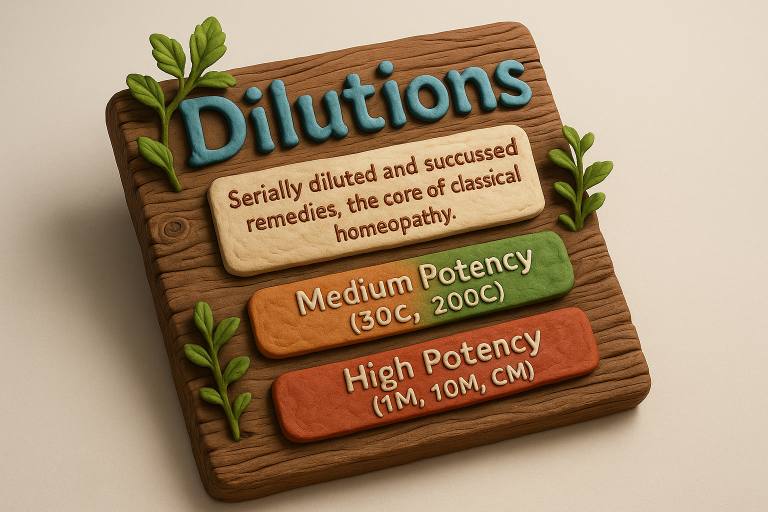 Dilutions
Serially diluted and succussed
remedies, the core of classical
homeopathy.
Medium Potency
(30C, 200C)
High Potency
(1M, 10M, CM)